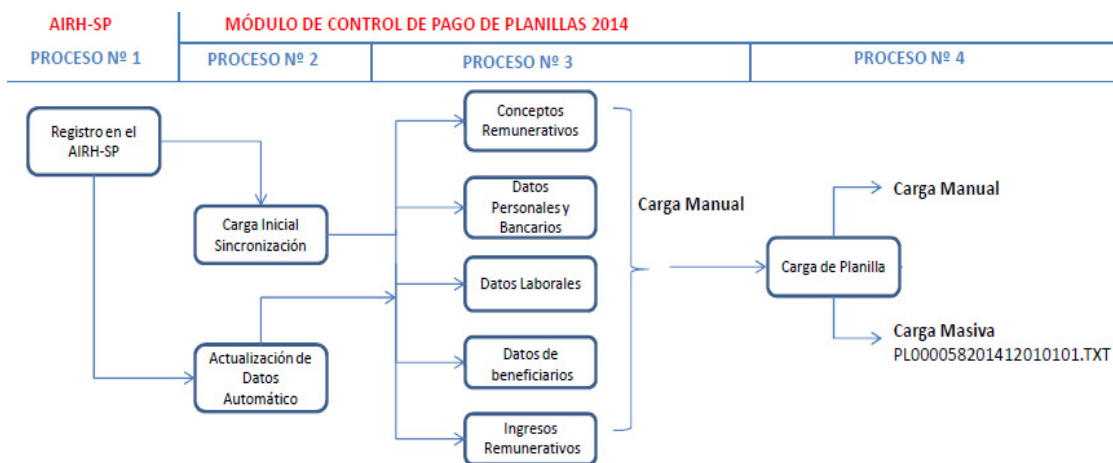 AIRH-SP
MÓDULO DE CONTROL DE PAGO DE PLANILLAS 2014
PROCESO Nº 1
PROCESO Nº 2
PROCESO Nº 3
PROCESO Nº 4
Registro en el
AIRH-SP
Carga Inicial
Sincronización
Actualización de
Datos
Automático
Conceptos
Remunerativos
Datos
Personales y
Bancarios
Datos Laborales
Datos de
beneficiarios
Ingresos
Remunerativos
Carga Manual
Carga de Planilla
Carga Manual
Carga Masiva
PL000058201412010101.TXT